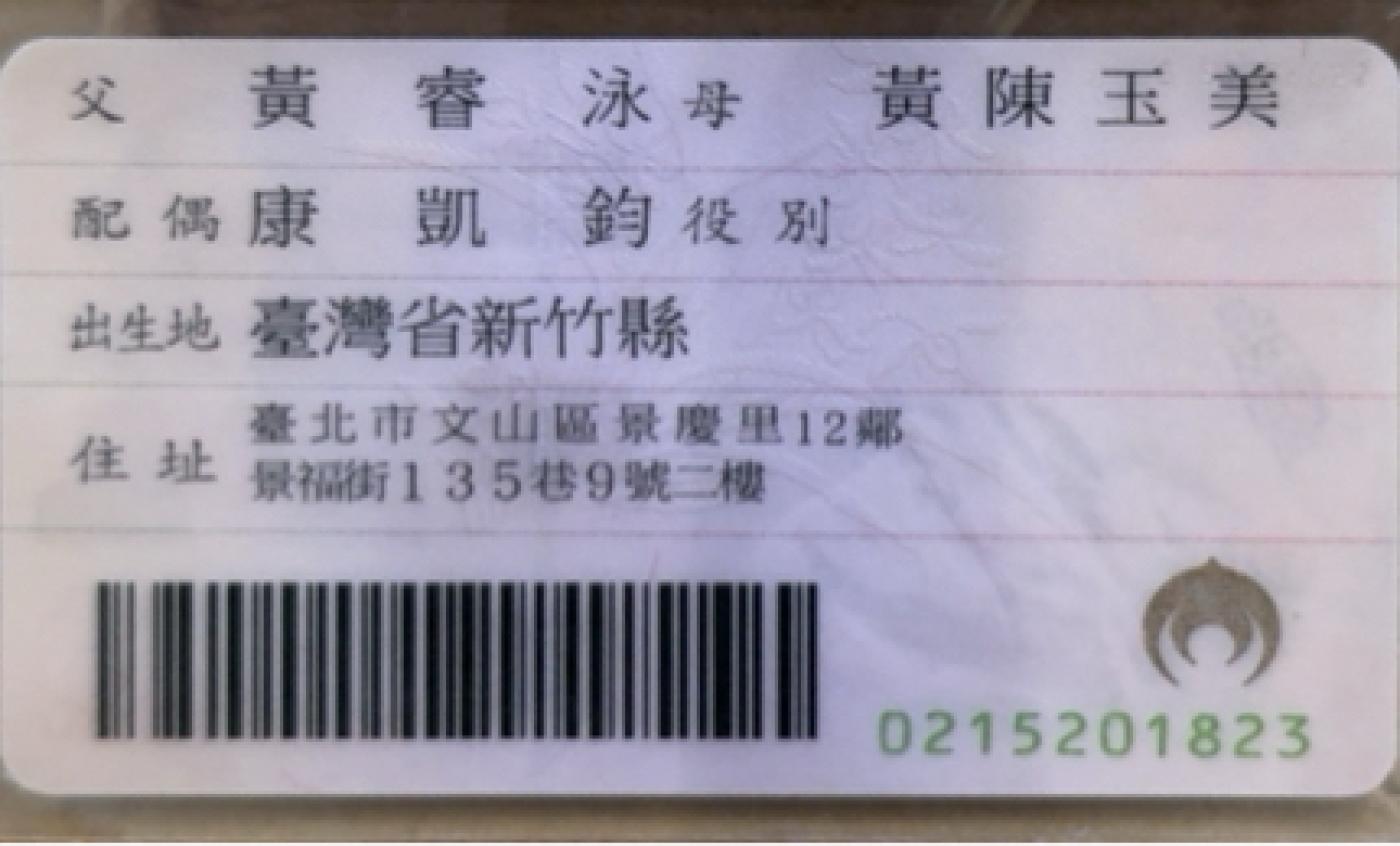 父 黃睿泳 母 黃陳玉美
配偶 康凱鈞 役別
出生地 臺灣省新竹縣
住址 臺北市文山區景慶里12鄰
景福街135巷9號二樓
0215201823